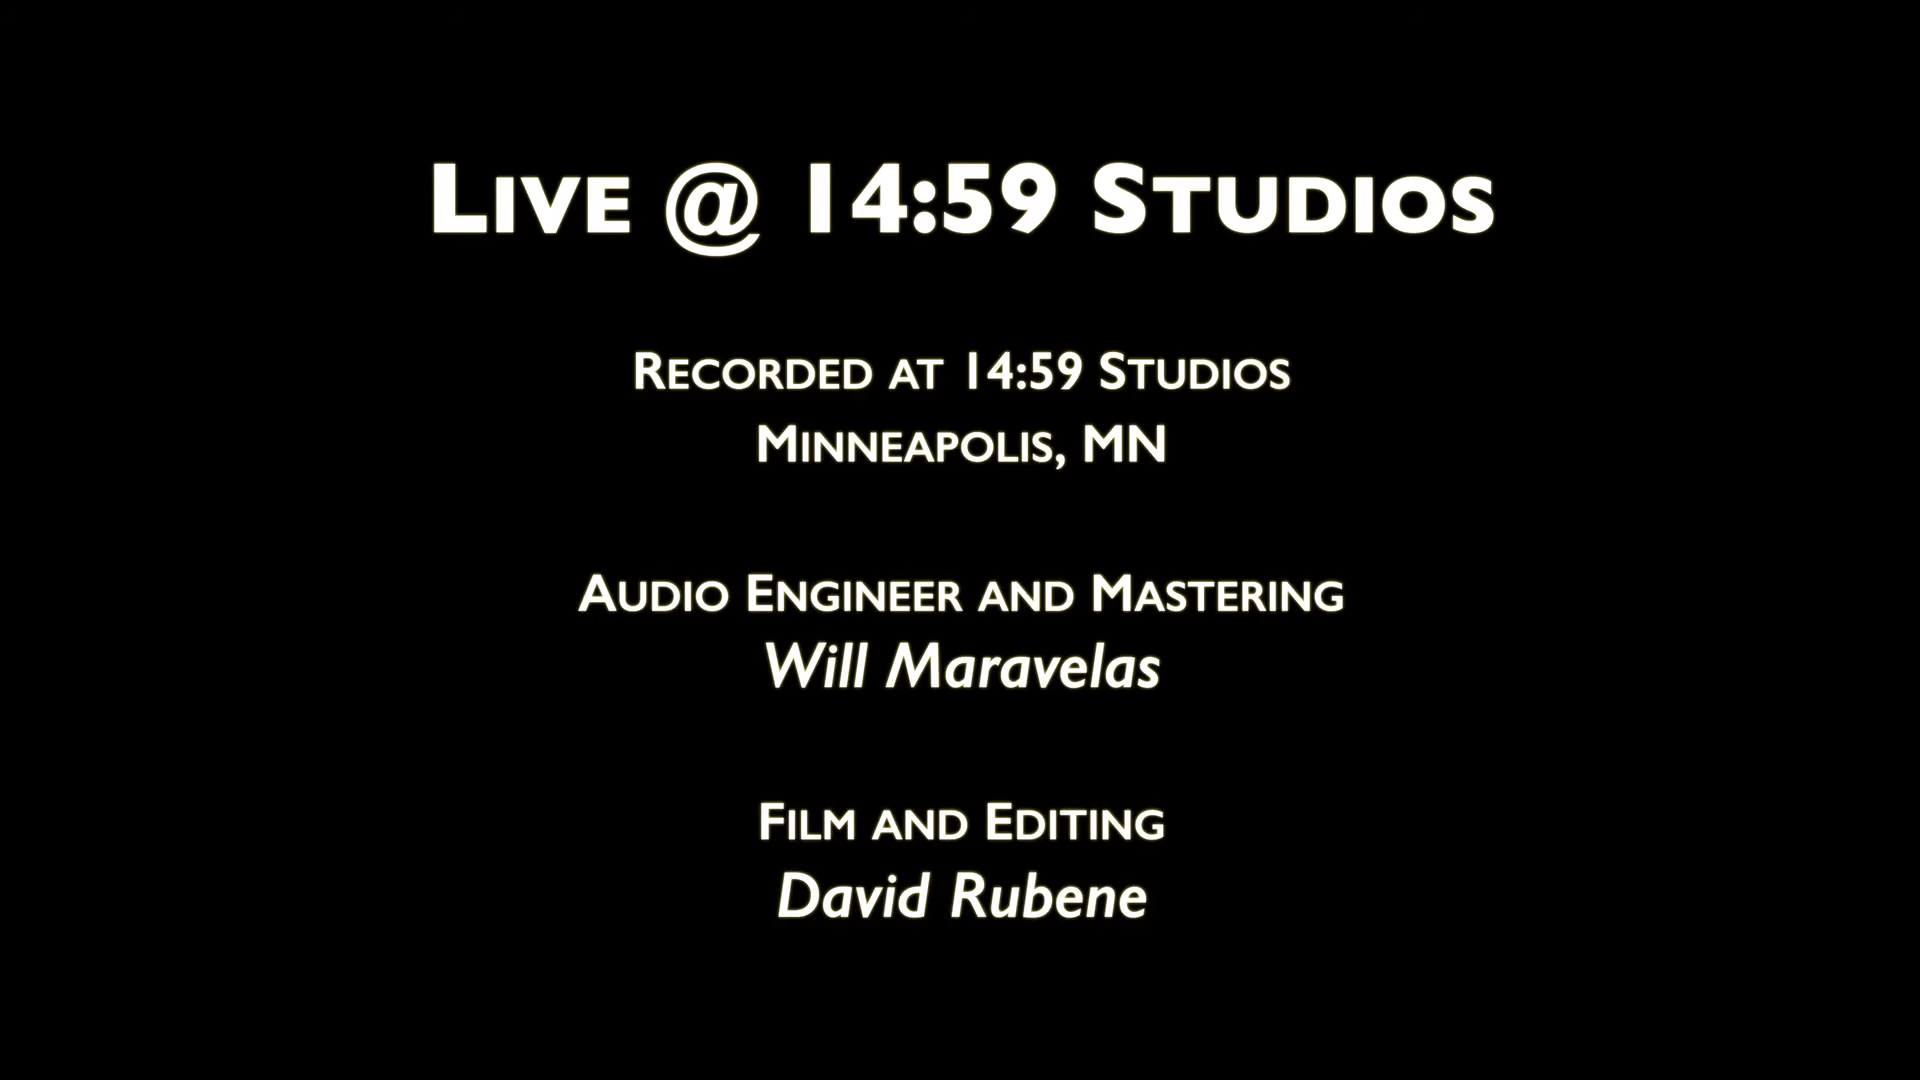 Live @ 14:59 Studios
Recorded at 14:59 Studios
Minneapolis, MN
Audio Engineer and Mastering
Will Maravelas
Film and Editing
David Rubene